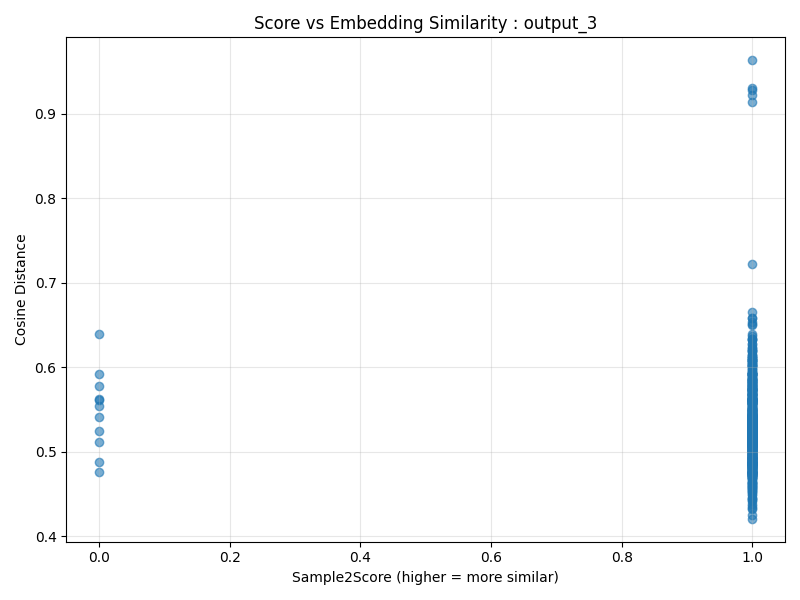 Score vs Embedding Similarity : output_3
Cosine Distance
0.9
0.8
0.7
0.6
0.5
0.4
0.0 0.2 0.4 0.6 0.8 1.0
Sample2Score (higher = more similar)